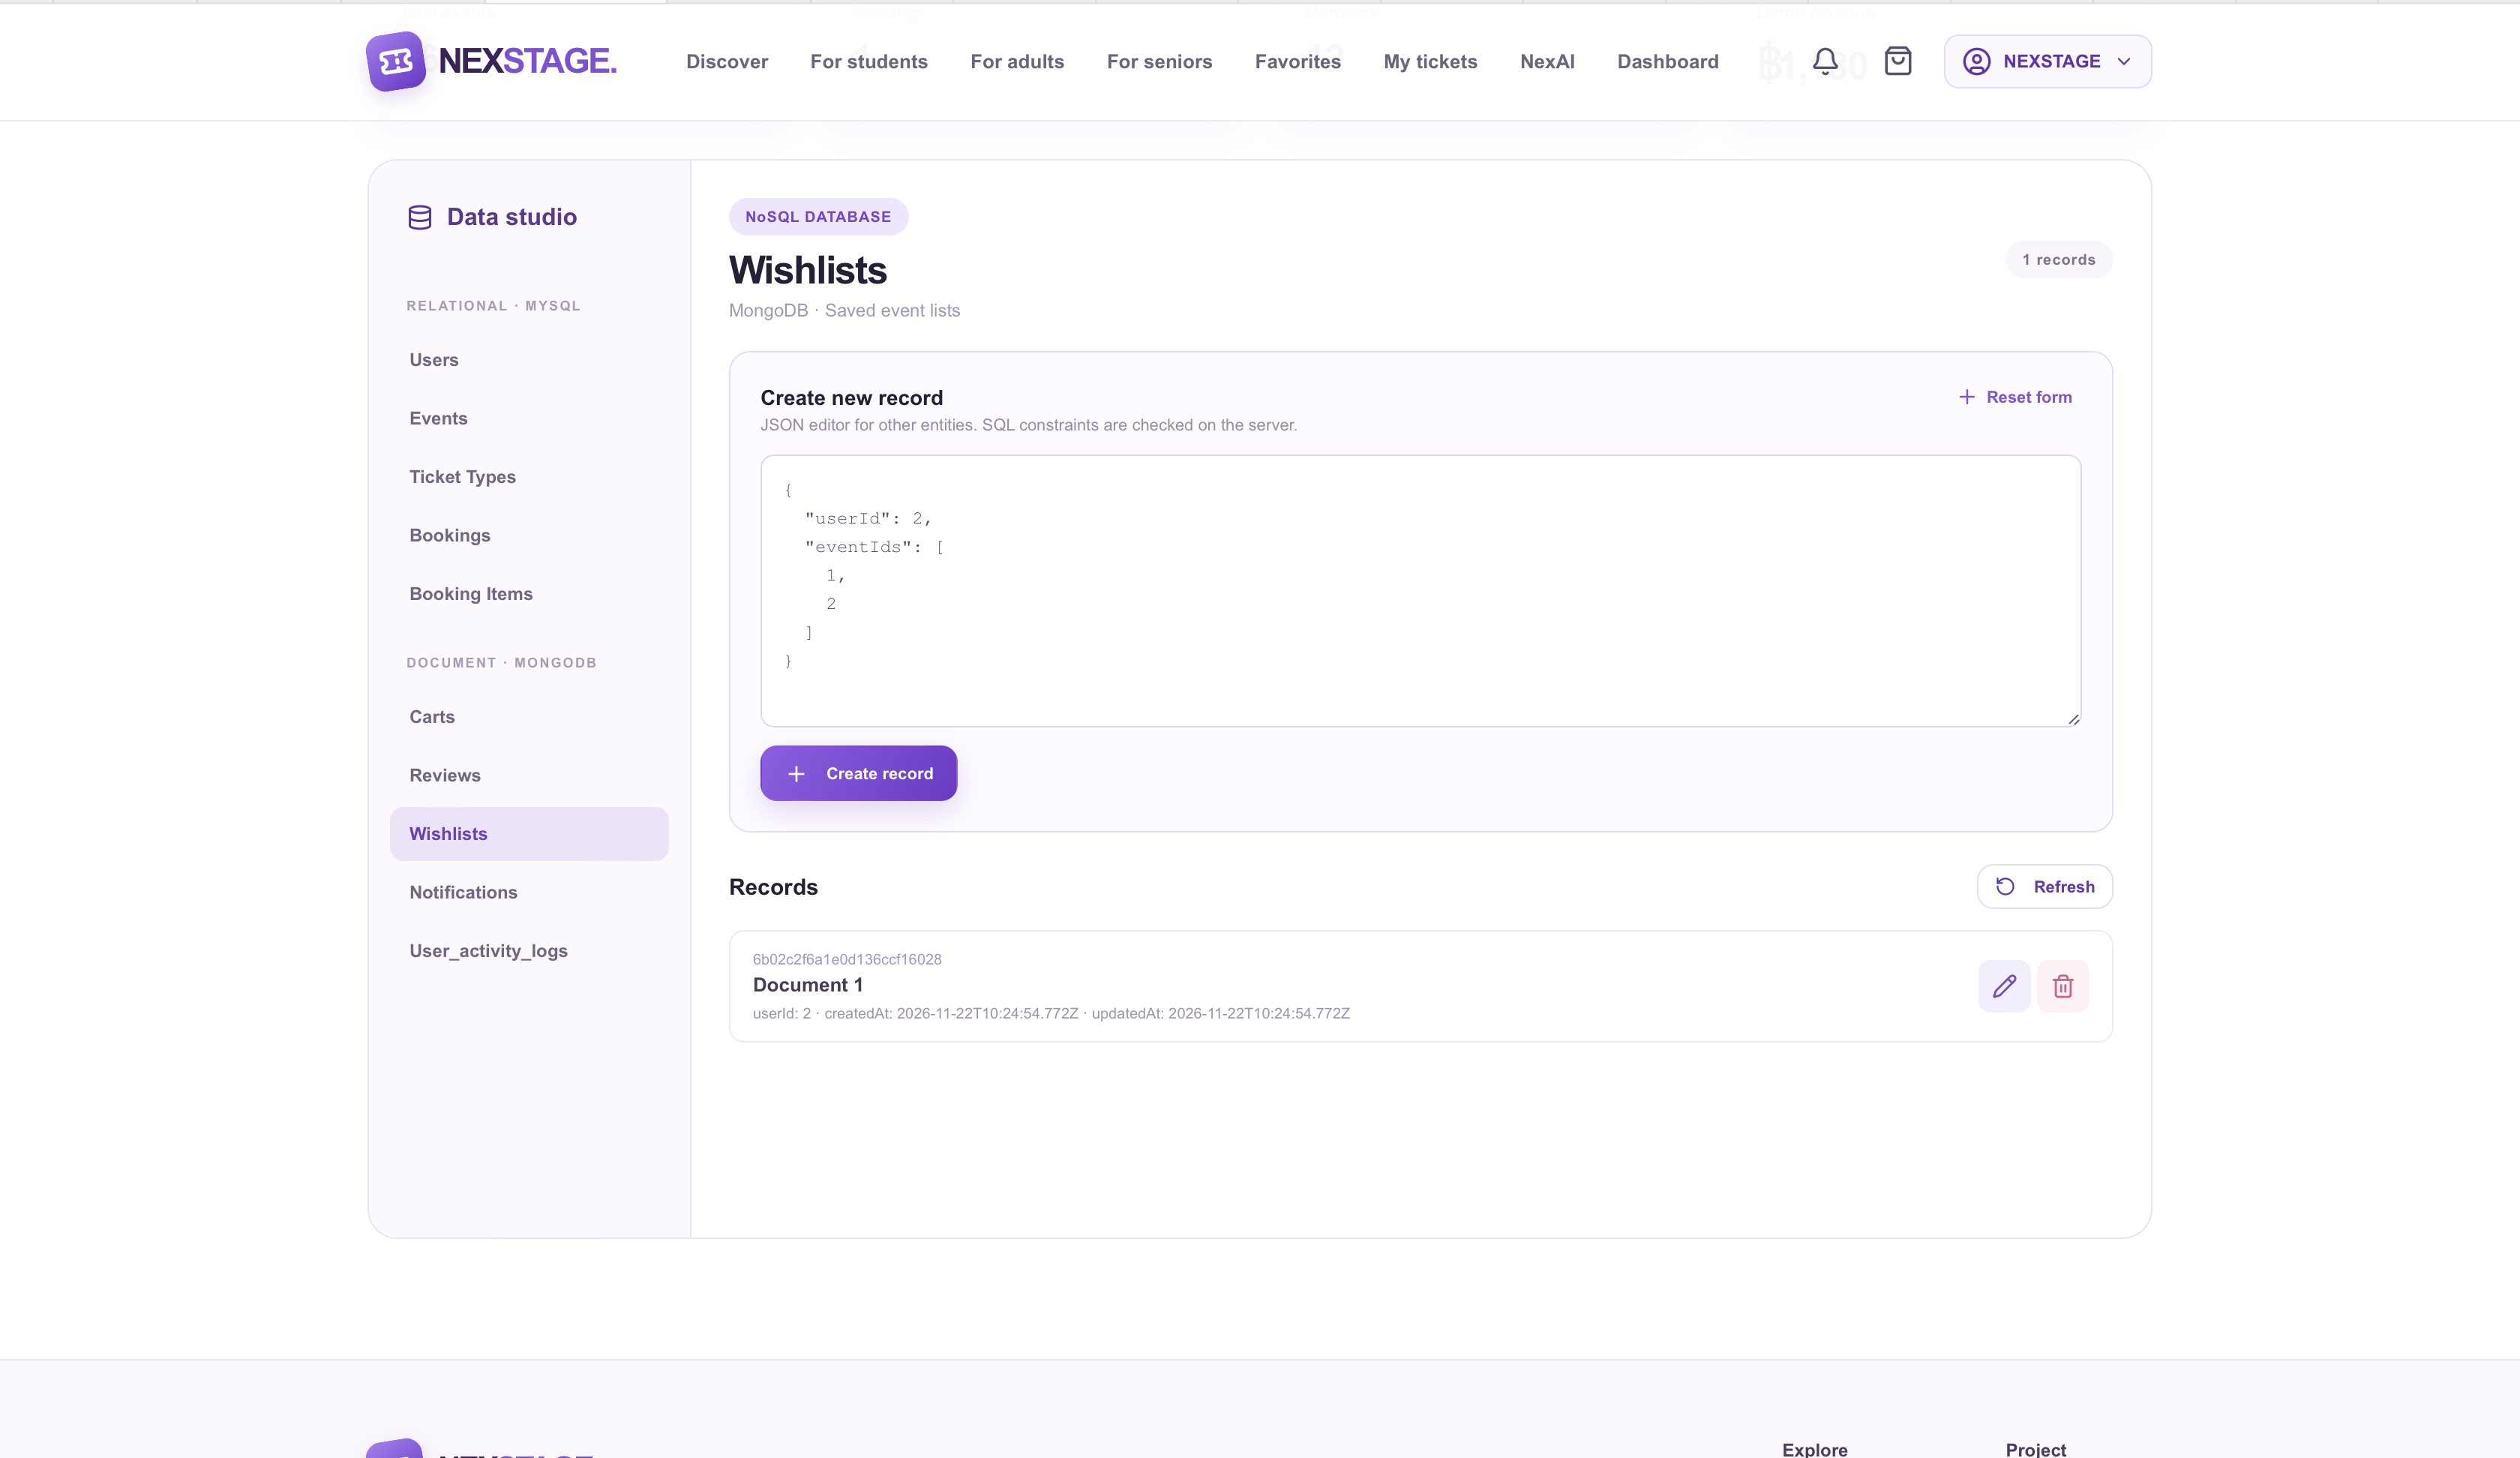 NEXSTAGE.
Discover
For students
For adults
For seniors
Favorites
My tickets
NexAI
Dashboard
NEXSTAGE
Data studio
RELATIONAL · MYSQL
Users
Events
Ticket Types
Bookings
Booking Items
DOCUMENT · MONGODB
Carts
Reviews
Wishlists
Notifications
User_activity_logs
NoSQL DATABASE
Wishlists
MongoDB · Saved event lists
1 records
Create new record
JSON editor for other entities. SQL constraints are checked on the server.
Reset form
{
"userId": 2,
"eventIds": [
1,
2
]
}
Create record
Records
Refresh
6b02c2f6a1e0d136ccf16028
Document 1
userId: 2 · createdAt: 2026-11-22T10:24:54.772Z · updatedAt: 2026-11-22T10:24:54.772Z
Explore
Project